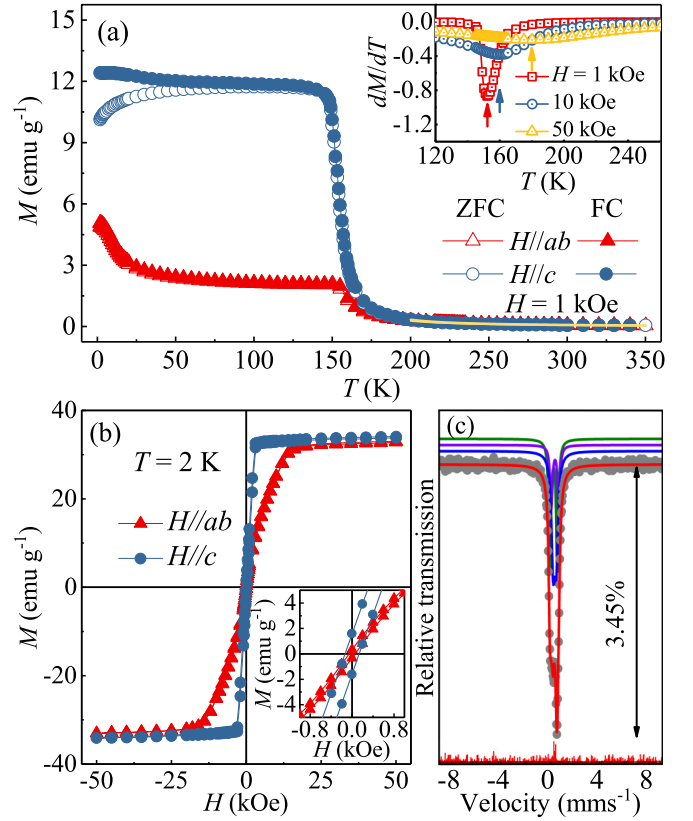 (a)
M (emu g⁻¹)
15
12
9
6
3
0
0 50 100 150 200 250 300 350
T (K)
dM/dT
0.0
-0.4
-0.8
-1.2
120 160 200 240
T (K)
H = 1 kOe
10 kOe
50 kOe
ZFC FC
H//ab
H//c
H = 1 kOe
(b)
T = 2 K
H//ab
H//c
M (emu g⁻¹)
40
20
0
-20
-40
-50 -25 0 25 50
H (kOe)
M (emu g⁻¹)
4
2
0
-2
-4
-0.8 0.0 0.8
H (kOe)
(c)
Relative transmission
3.45%
-8 -4 0 4 8
Velocity (mms⁻¹)